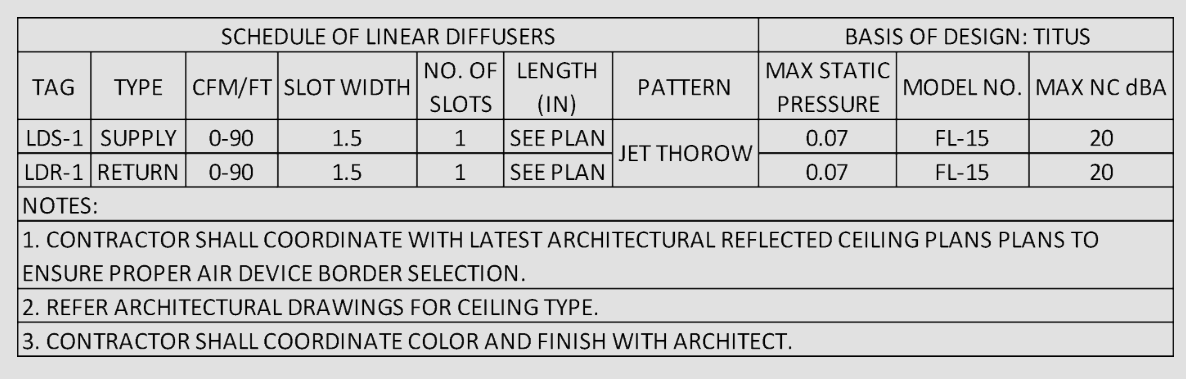 SCHEDULE OF LINEAR DIFFUSERS BASIS OF DESIGN: TITUS
TAG TYPE CFM/FT SLOT WIDTH NO. OF SLOTS LENGTH (IN) PATTERN MAX STATIC PRESSURE MODEL NO. MAX NC dBA
LDS-1 SUPPLY 0-90 1.5 1 SEE PLAN JET THOROW 0.07 FL-15 20
LDR-1 RETURN 0-90 1.5 1 SEE PLAN 0.07 FL-15 20
NOTES:
1. CONTRACTOR SHALL COORDINATE WITH LATEST ARCHITECTURAL REFLECTED CEILING PLANS PLANS TO
ENSURE PROPER AIR DEVICE BORDER SELECTION.
2. REFER ARCHITECTURAL DRAWINGS FOR CEILING TYPE.
3. CONTRACTOR SHALL COORDINATE COLOR AND FINISH WITH ARCHITECT.